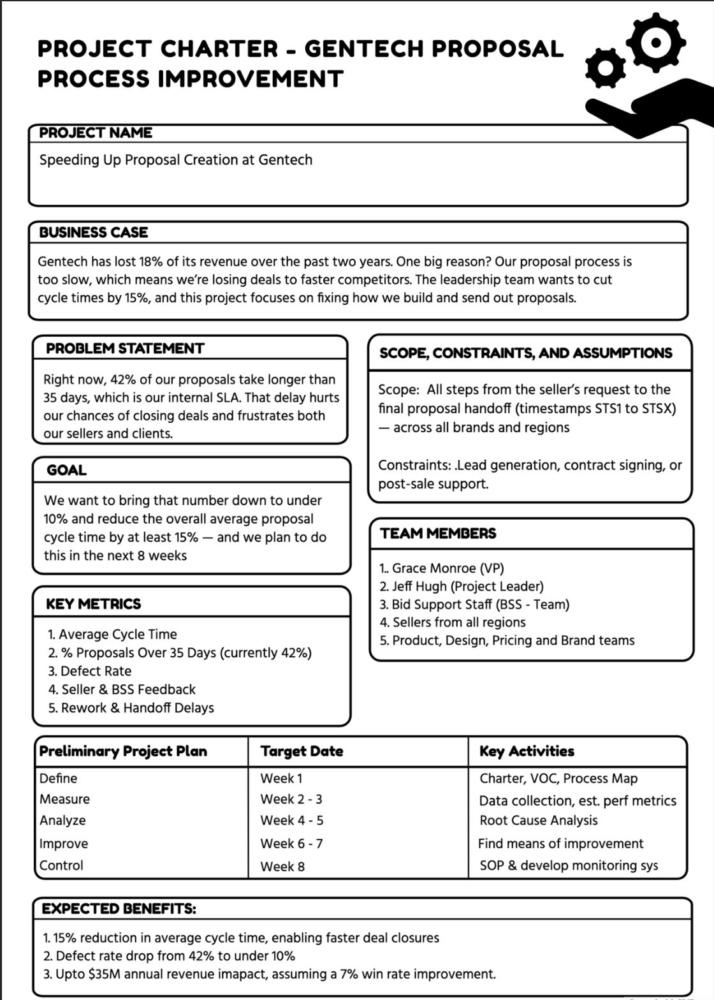 PROJECT CHARTER - GENTECH PROPOSAL
PROCESS IMPROVEMENT
PROJECT NAME
Speeding Up Proposal Creation at Gentech
BUSINESS CASE
Gentech has lost 18% of its revenue over the past two years. One big reason? Our proposal process is
too slow, which means we're losing deals to faster competitors. The leadership team wants to cut
cycle times by 15%, and this project focuses on fixing how we build and send out proposals.
PROBLEM STATEMENT
Right now, 42% of our proposals take longer than
35 days, which is our internal SLA. That delay hurts
our chances of closing deals and frustrates both
our sellers and clients.
GOAL
We want to bring that number down to under
10% and reduce the overall average proposal
cycle time by at least 15% — and we plan to do
this in the next 8 weeks
KEY METRICS
1. Average Cycle Time
2. % Proposals Over 35 Days (currently 42%)
3. Defect Rate
4. Seller & BSS Feedback
5. Rework & Handoff Delays
SCOPE, CONSTRAINTS, AND ASSUMPTIONS
Scope:  All steps from the seller's request to the
final proposal handoff (timestamps STS1 to STSX)
— across all brands and regions
Constraints: .Lead generation, contract signing, or
post-sale support.
TEAM MEMBERS
1.. Grace Monroe (VP)
2. Jeff Hugh (Project Leader)
3. Bid Support Staff (BSS - Team)
4. Sellers from all regions
5. Product, Design, Pricing and Brand teams
Preliminary Project Plan Target Date Key Activities
Define Week 1 Charter, VOC, Process Map
Measure Week 2 - 3 Data collection, est. perf metrics
Analyze Week 4 - 5 Root Cause Analysis
Improve Week 6 - 7 Find means of improvement
Control Week 8 SOP & develop monitoring sys
EXPECTED BENEFITS:
1. 15% reduction in average cycle time, enabling faster deal closures
2. Defect rate drop from 42% to under 10%
3. Upto $35M annual revenue imapact, assuming a 7% win rate improvement.